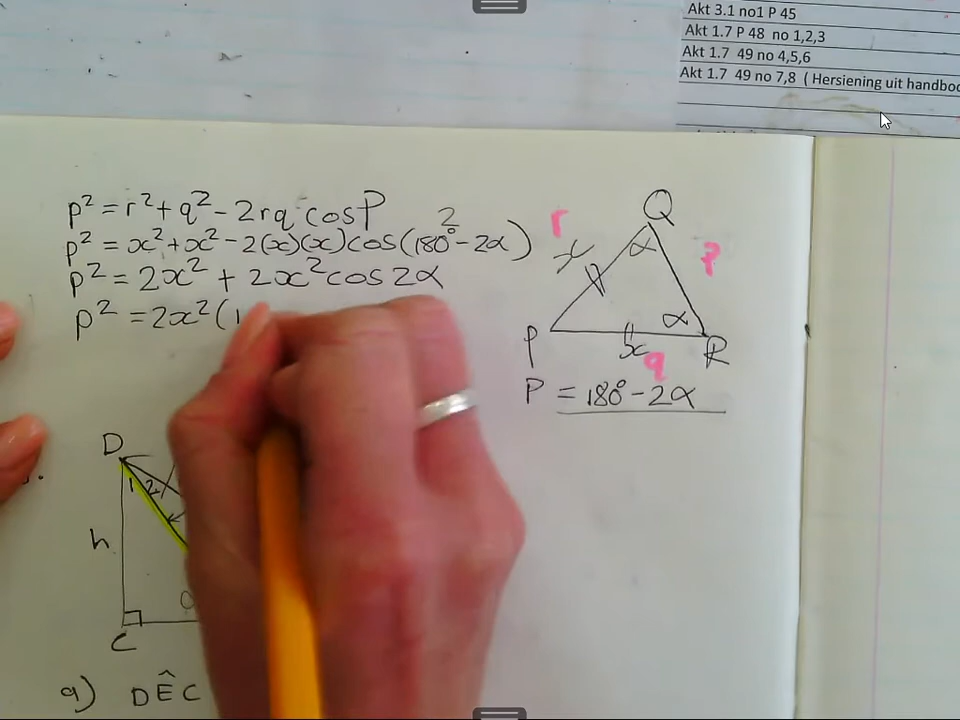 Akt 3.1 no1 P 45
Akt 1.7 P 48 no 1,2,3
Akt 1.7 49 no 4,5,6
Akt 1.7 49 no 7,8 ( Hersiening uit handboe
p² = r² + q² - 2rq cosP
2
p² = x² + x² - 2(x)(x)cos(180° - 2α)
p² = 2x² + 2x² cos 2α
p² = 2x² (1
Q
r
x
α
p
P
α
x
R
q
P = 180° - 2α
D
1 2
h
C
a) DÊC